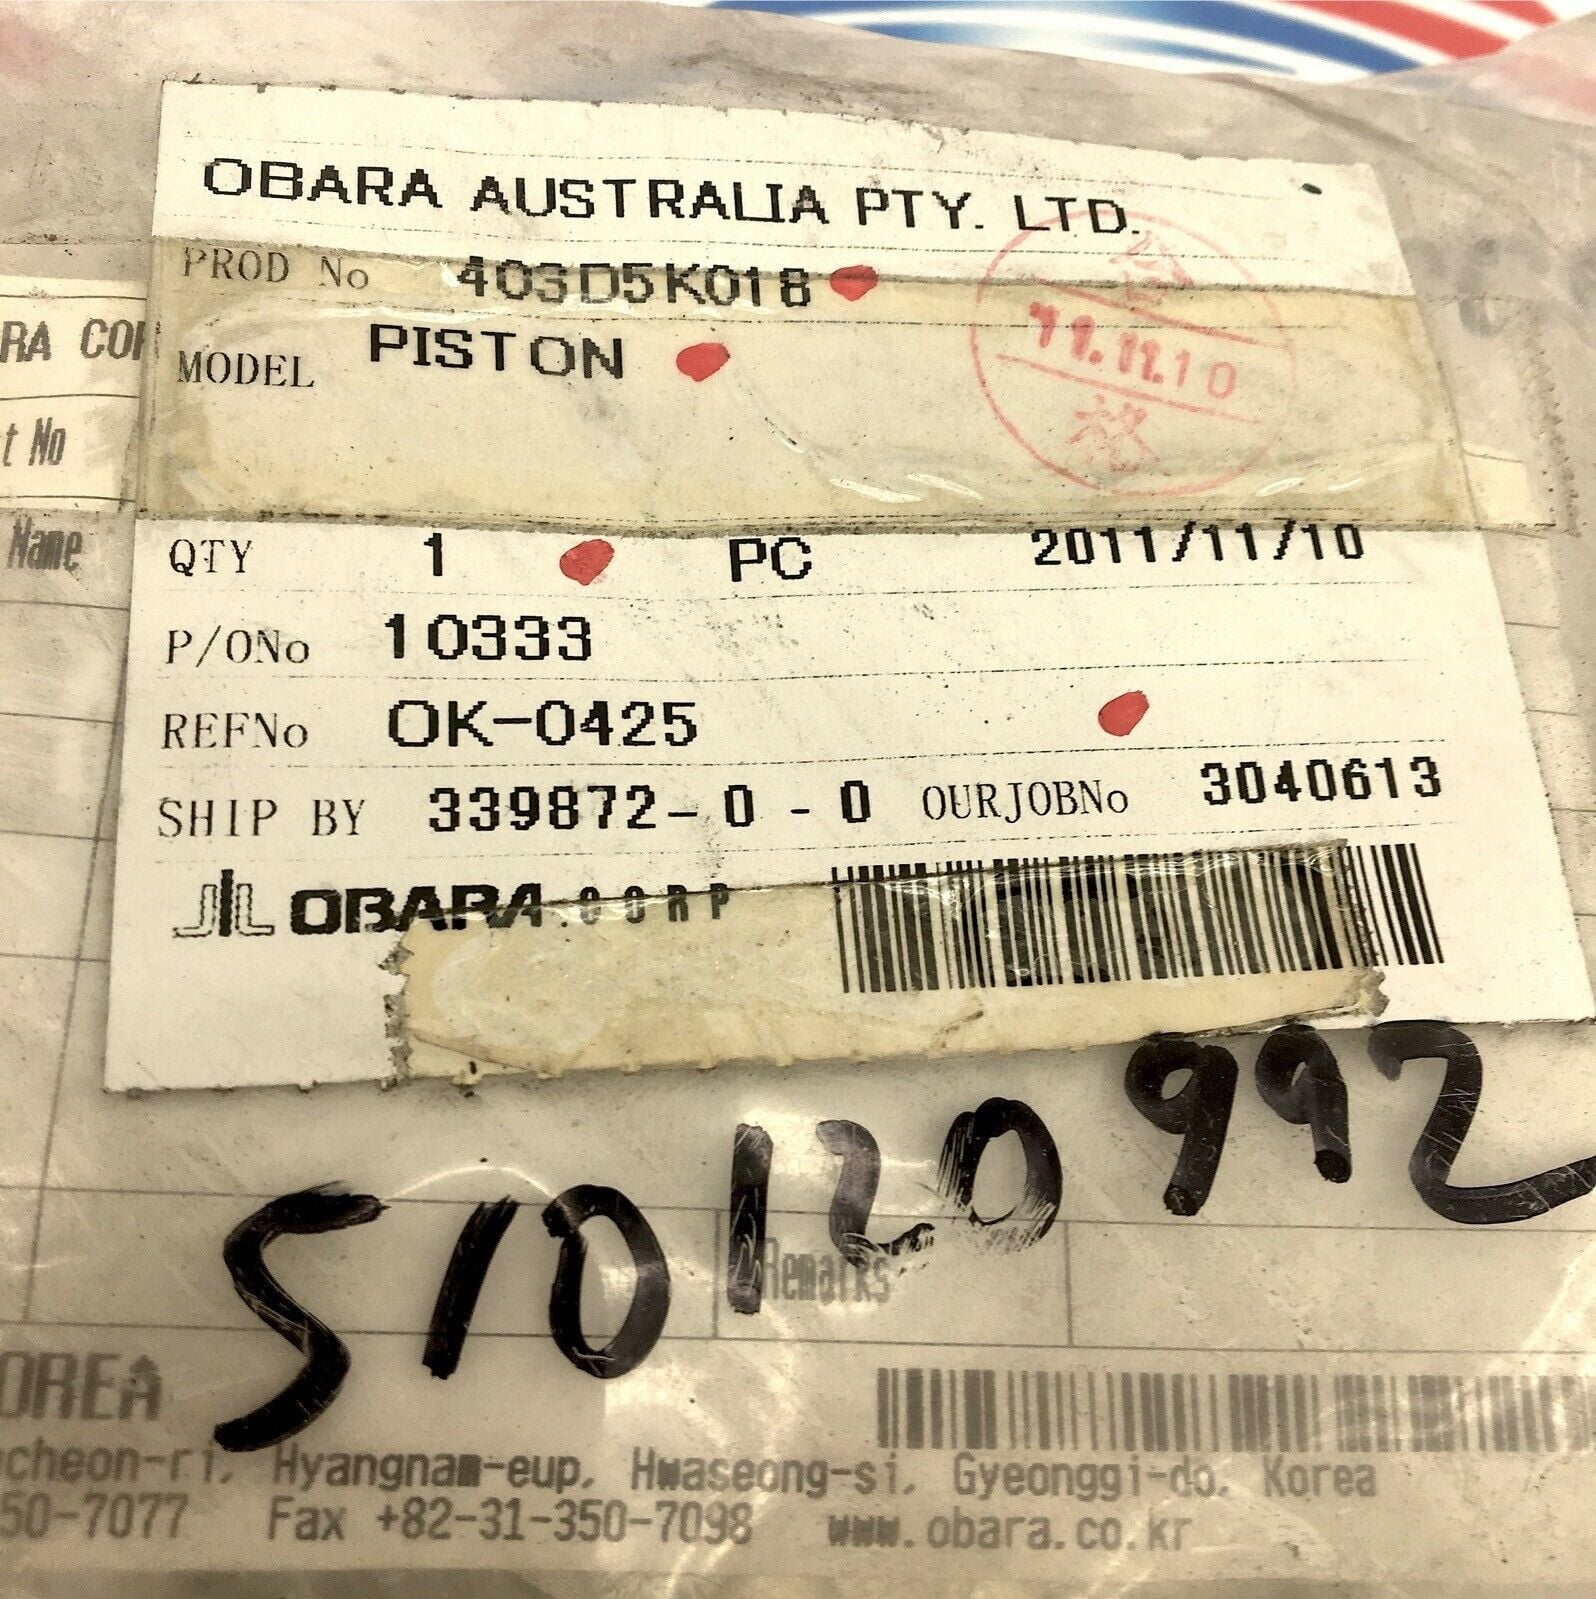 OBARA AUSTRALIA PTY. LTD.
PROD No 403D5K018
MODEL PISTON
'11.11.10
格
QTY 1 PC 2011/11/10
P/ONo 10333
REFNo OK-0425
SHIP BY 339872-0-0 OURJOBNo 3040613
OBARA CORP
RA COR
t No
Name
510120992
Remarks
OREA
cheon-ri, Hyangnam-eup, Hwaseong-si, Gyeonggi-do, Korea
50-7077 Fax +82-31-350-7098 www.obara.co.kr